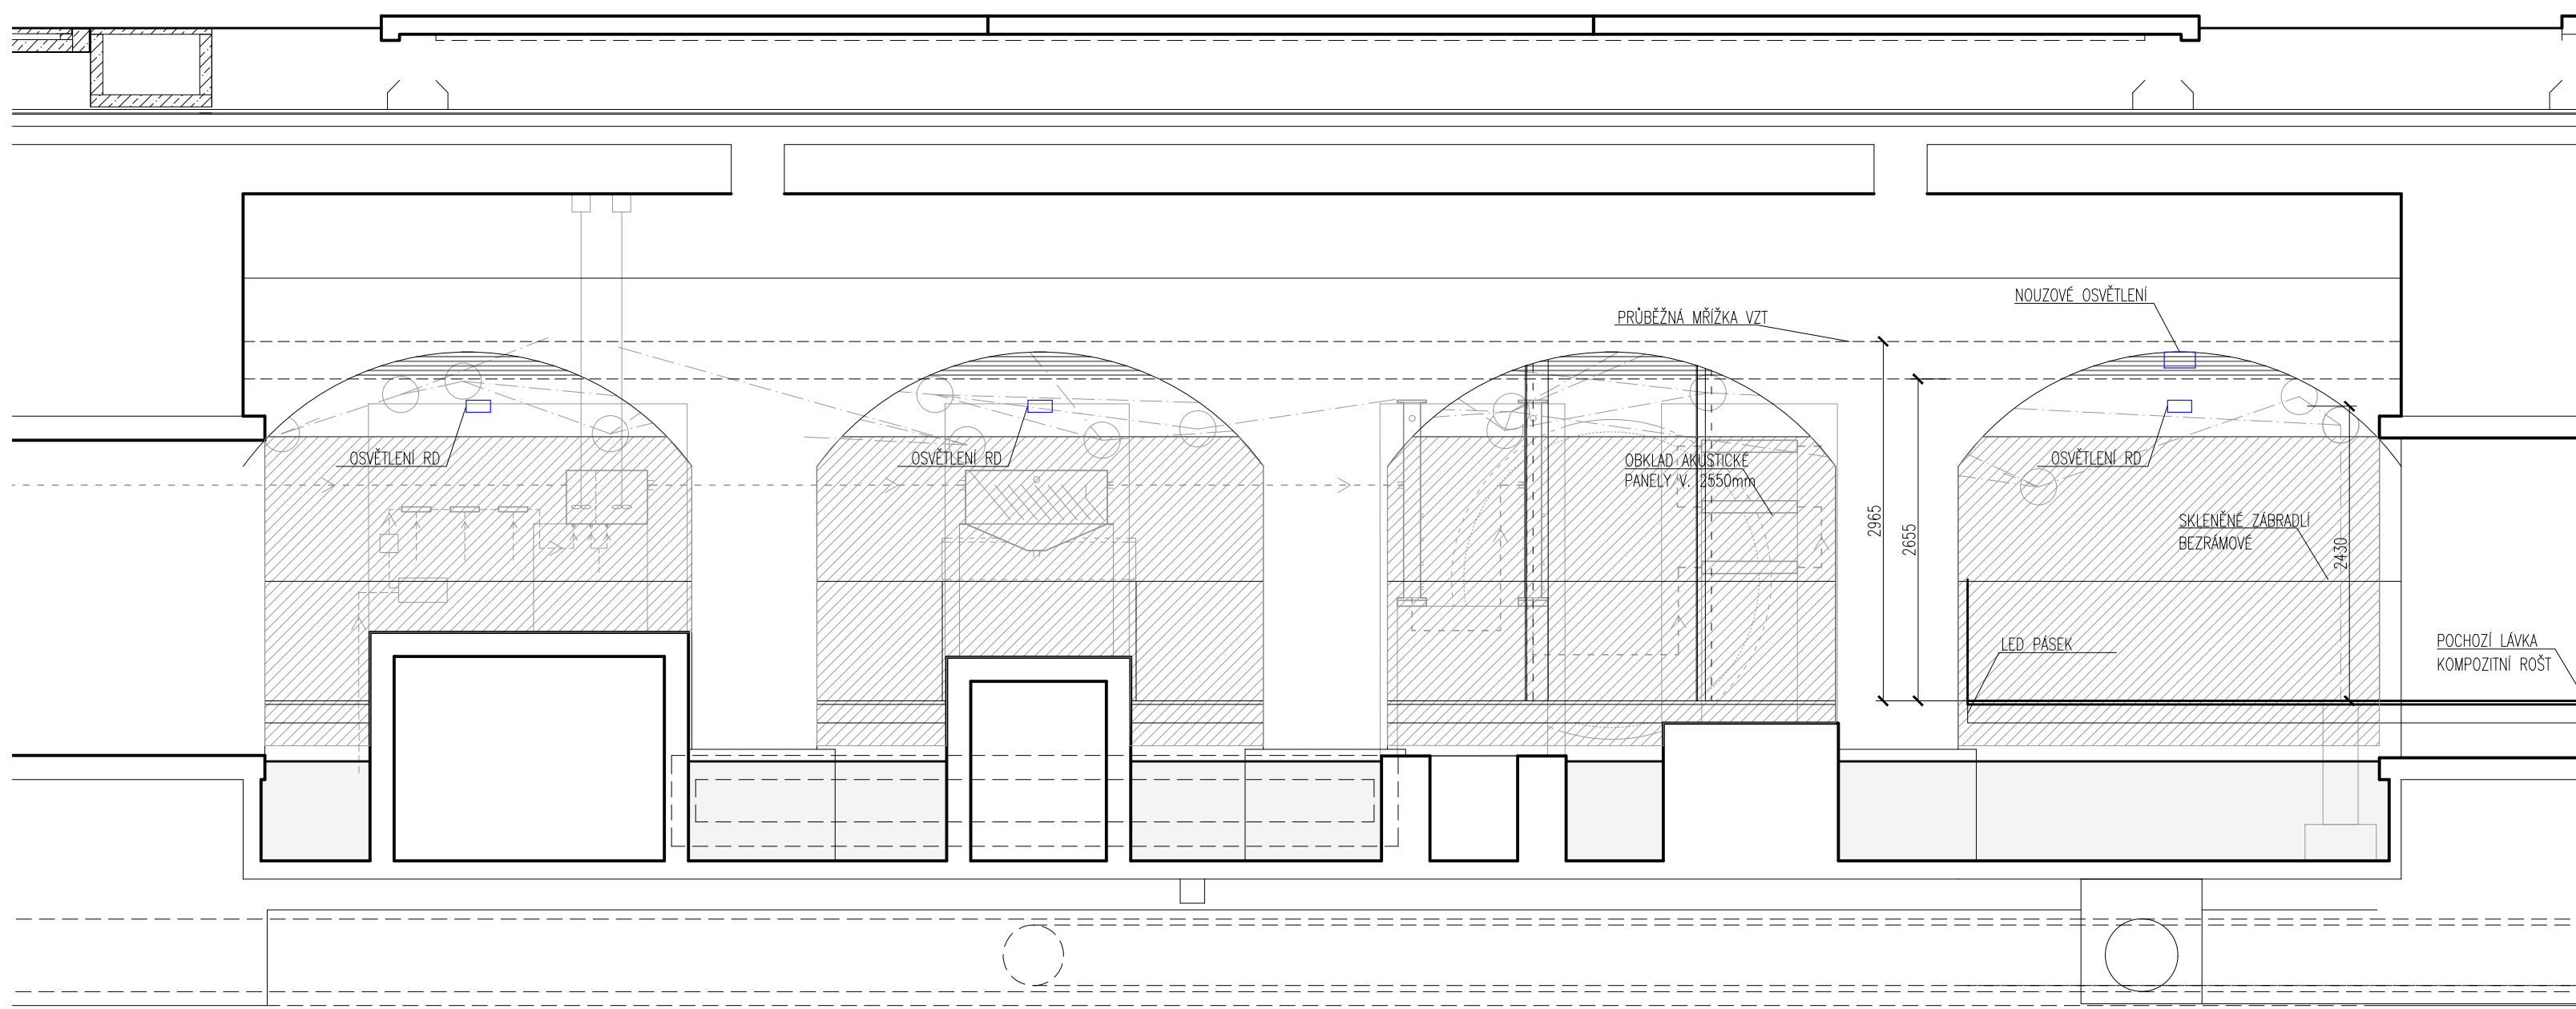 NOUZOVÉ OSVĚTLENÍ
PRŮBĚŽNÁ MŘÍŽKA VZT
OSVĚTLENÍ RD
OSVĚTLENÍ RD
OBKLAD AKUSTICKÉ
PANELY V. 2550mm
OSVĚTLENÍ RD
2965
2655
SKLENĚNÉ ZÁBRADLÍ
BEZRÁMOVÉ
2430
LED PÁSEK
POCHOZÍ LÁVKA
KOMPOZITNÍ ROŠT